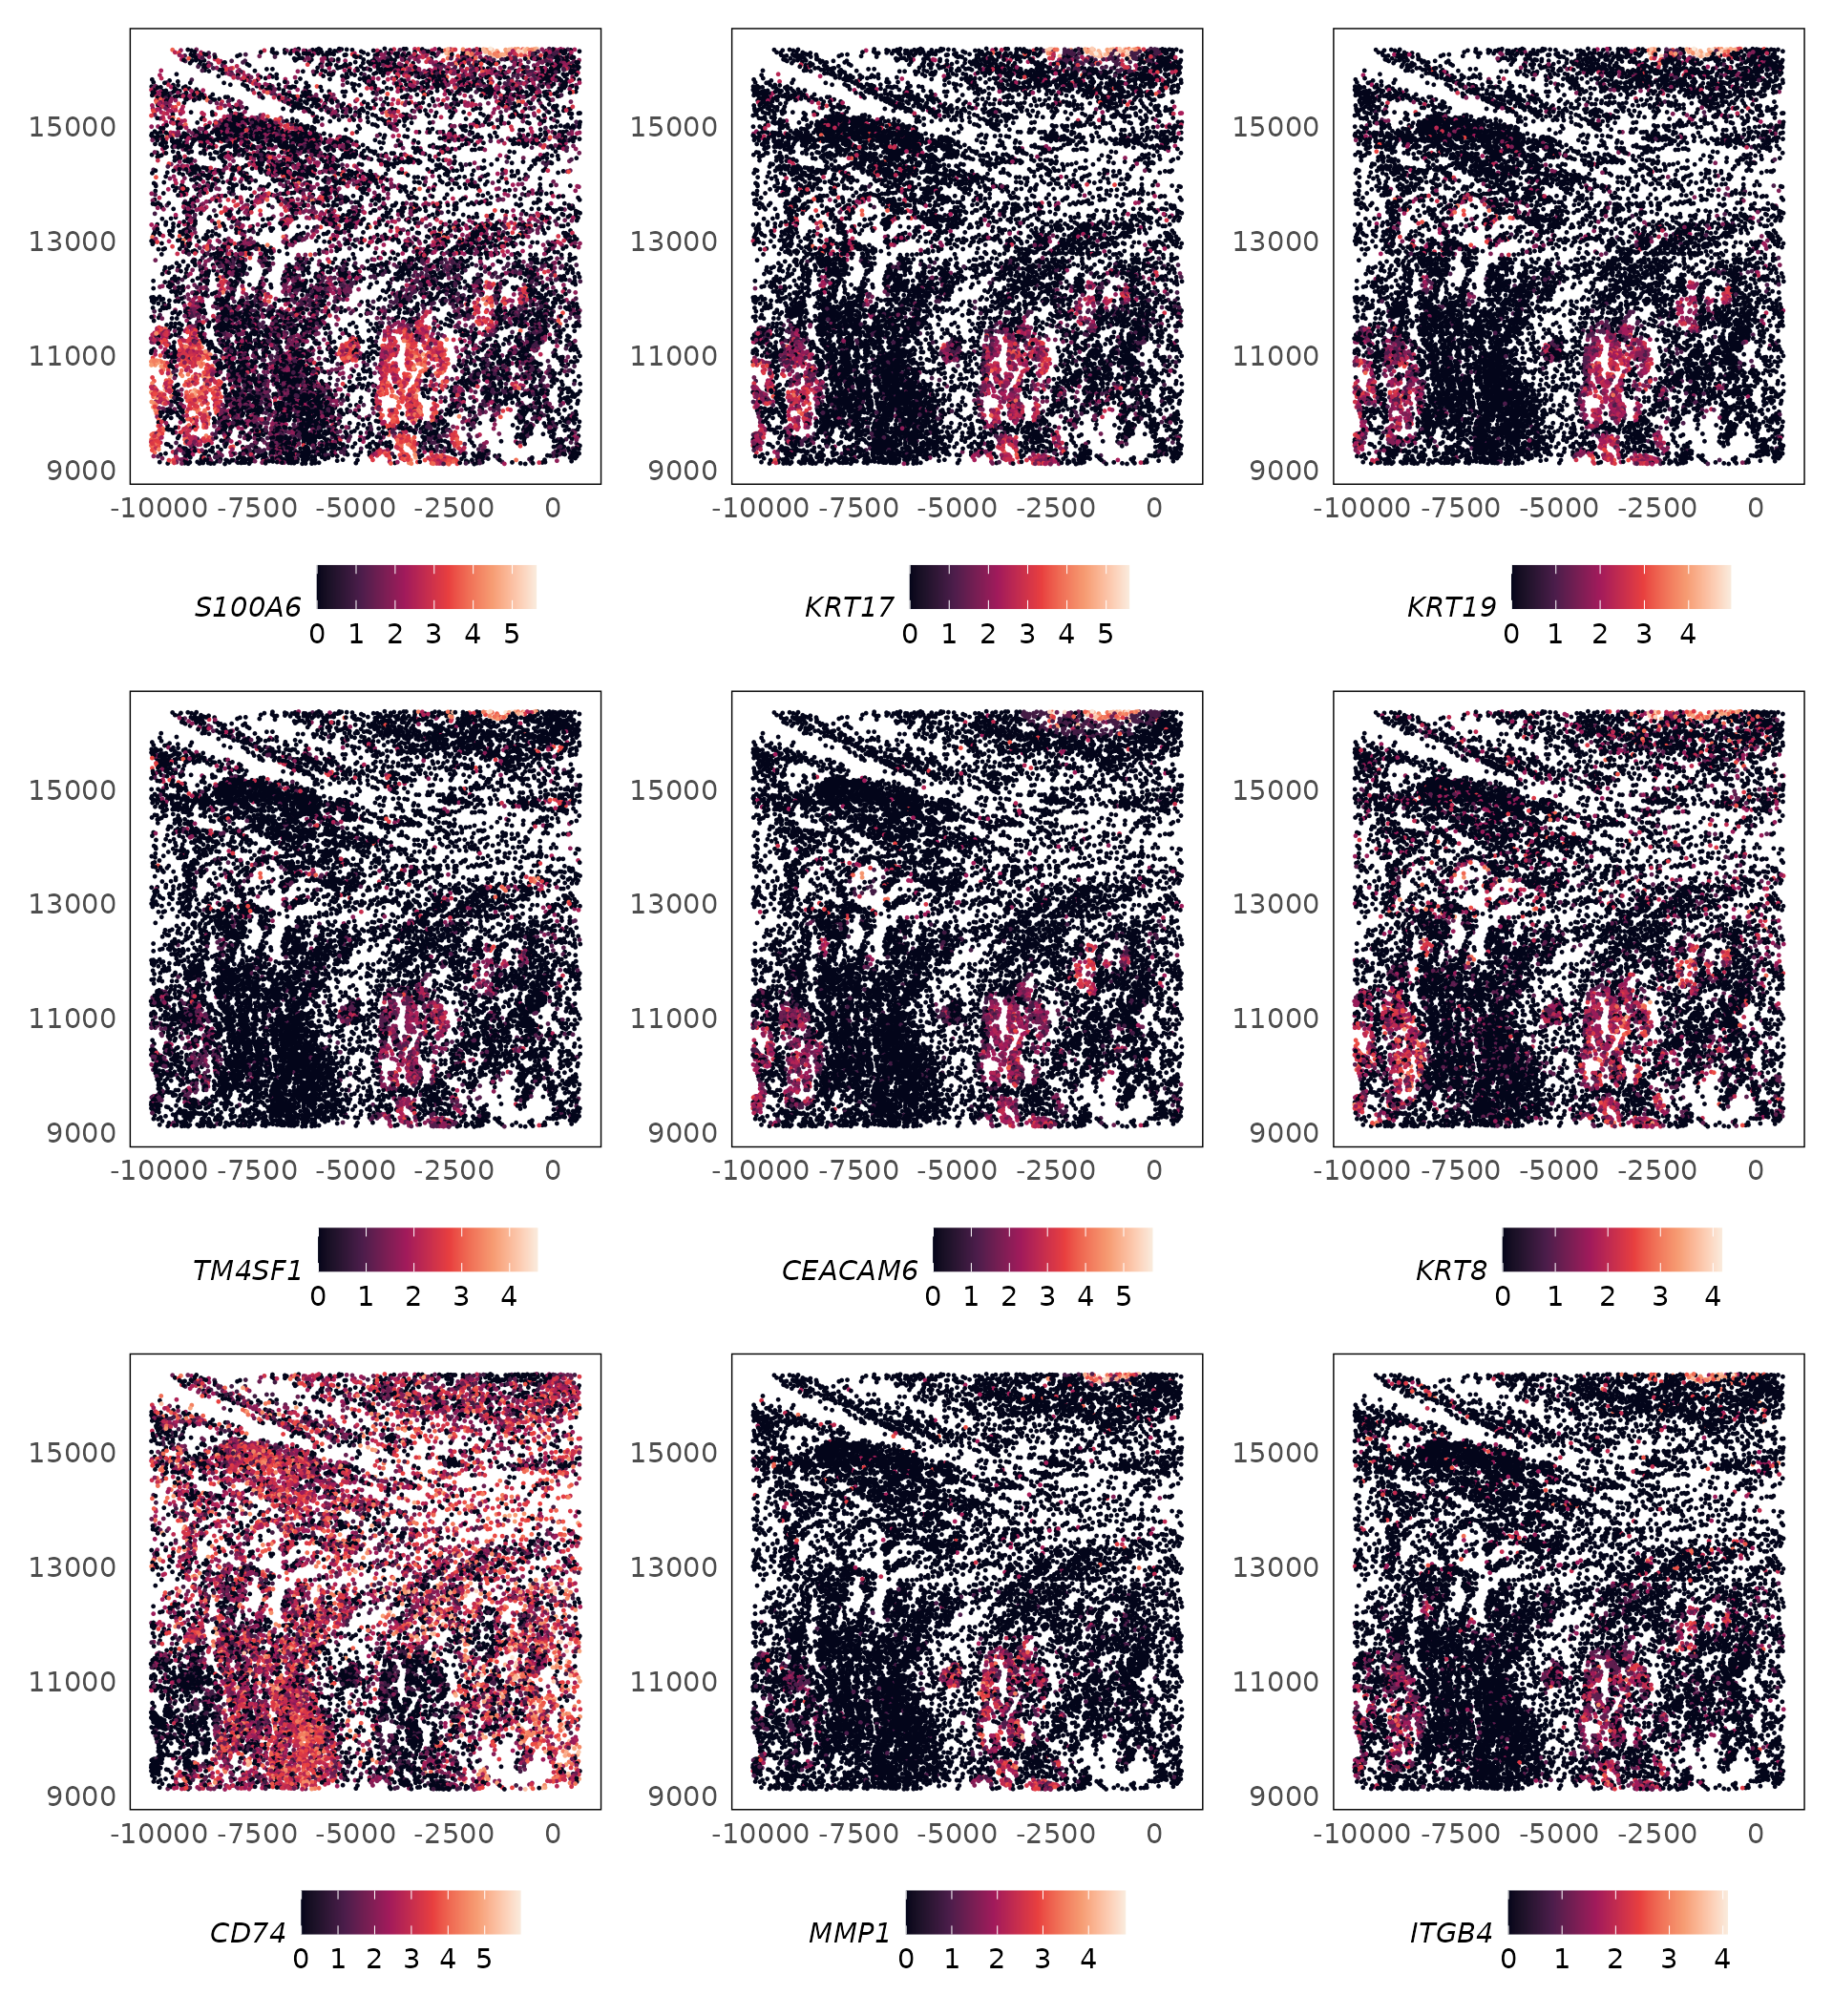 15000 15000 15000
13000 13000 13000
11000 11000 11000
9000 9000 9000
-10000 -7500 -5000 -2500 0 -10000 -7500 -5000 -2500 0 -10000 -7500 -5000 -2500 0
S100A6 KRT17 KRT19
0 1 2 3 4 5 0 1 2 3 4 5 0 1 2 3 4
15000 15000 15000
13000 13000 13000
11000 11000 11000
9000 9000 9000
-10000 -7500 -5000 -2500 0 -10000 -7500 -5000 -2500 0 -10000 -7500 -5000 -2500 0
TM4SF1 CEACAM6 KRT8
0 1 2 3 4 0 1 2 3 4 5 0 1 2 3 4
15000 15000 15000
13000 13000 13000
11000 11000 11000
9000 9000 9000
-10000 -7500 -5000 -2500 0 -10000 -7500 -5000 -2500 0 -10000 -7500 -5000 -2500 0
CD74 MMP1 ITGB4
0 1 2 3 4 5 0 1 2 3 4 0 1 2 3 4